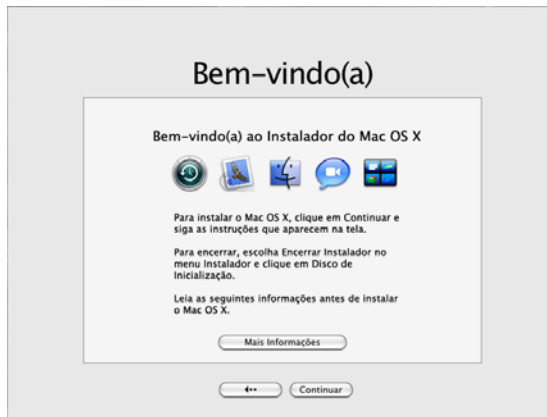 Bem-vindo(a)
Bem-vindo(a) ao Instalador do Mac OS X
Para instalar o Mac OS X, clique em Continuar e
siga as instruções que aparecem na tela.
Para encerrar, escolha Encerrar Instalador no
menu Instalador e clique em Disco de
Inicialização.
Leia as seguintes informações antes de instalar
o Mac OS X.
Mais Informações
Continuar